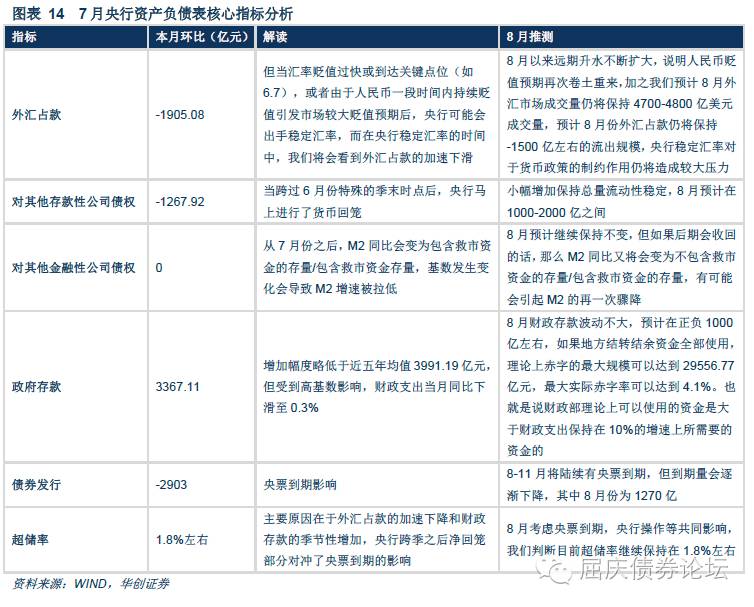 图表 14 7 月央行资产负债表核心指标分析
指标 本月环比（亿元） 解读 8 月推测
外汇占款
-1905.08
但当汇率贬值过快或到达关键点位（如
6.7），或者由于人民币一段时间内持续贬
值引发市场较大贬值预期后，央行可能会
出手稳定汇率，而在央行稳定汇率的时间
中，我们将会看到外汇占款的加速下滑
8 月以来远期升水不断扩大，说明人民币贬
值预期再次卷土重来，加之我们预计 8 月外
汇市场成交量仍将保持 4700-4800 亿美元
成交量，预计 8 月份外汇占款仍将保持
-1500 亿左右的流出规模，央行稳定汇率对
于货币政策的制约作用仍将造成较大压力
对其他存款性公司债权
-1267.92
当跨过 6 月份特殊的季末时点后，央行马
上进行了货币回笼
小幅增加保持总量流动性稳定，8 月预计在
1000-2000 亿之间
对其他金融性公司债权
0
从 7 月份之后，M2 同比会变为包含救市资
金的存量/包含救市资金存量，基数发生变
化会导致 M2 增速被拉低
8 月预计继续保持不变，但如果后期会收回
的话，那么 M2 同比又将会变为不包含救市
资金的存量/包含救市资金的存量，有可能
会引起 M2 的再一次骤降
政府存款
3367.11
增加幅度略低于近五年均值 3991.19 亿元，
但受到高基数影响，财政支出当月同比下
滑至 0.3%
8 月财政存款波动不大，预计在正负 1000
亿左右，如果地方结转结余资金全部使用，
理论上赤字的最大规模可以达到 29556.77
亿元，最大实际赤字率可以达到 4.1%。也
就是说财政部理论上可以使用的资金是大
于财政支出保持在 10%的增速上所需要的
资金的
债券发行
-2903
央票到期影响
8-11 月将陆续有央票到期，但到期量会逐
渐下降，其中 8 月份为 1270 亿
超储率
1.8%左右
主要原因在于外汇占款的加速下降和财政
存款的季节性增加，央行跨季之后净回笼
部分对冲了央票到期的影响
8 月考虑央票到期，央行操作等共同影响，
我们判断目前超储率继续保持在 1.8%左右
资料来源：WIND，华创证券
屈庆债券论坛